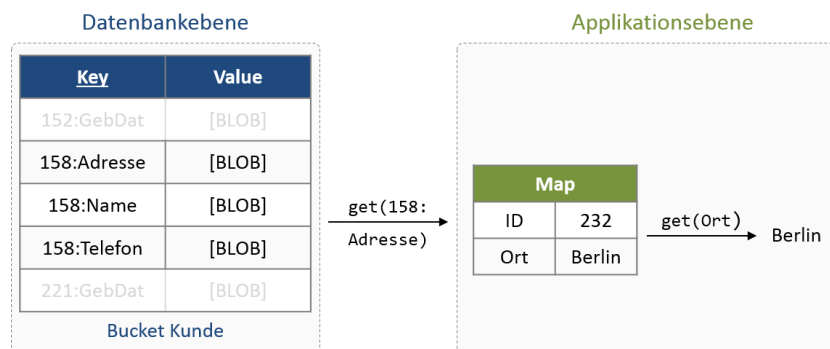 Datenbankebene
Applikationsebene
Key Value
152:GebDat [BLOB]
158:Adresse [BLOB]
158:Name [BLOB]
158:Telefon [BLOB]
221:GebDat [BLOB]
Bucket Kunde
get(158:
Adresse)
Map
ID 232
Ort Berlin
get(Ort)
Berlin